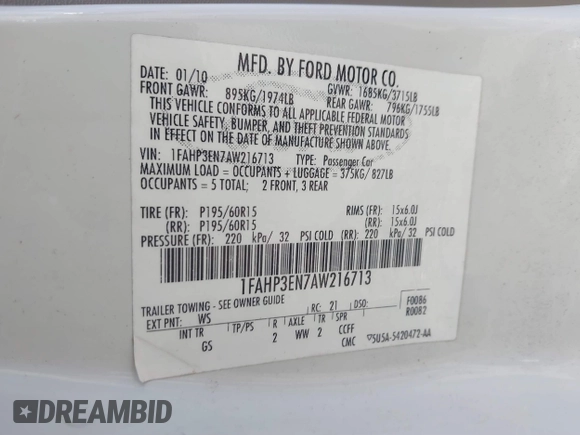 MFD. BY FORD MOTOR CO.
DATE: 01/10 GVWR: 1685KG/3715LB
FRONT GAWR: 895KG/1974LB REAR GAWR: 796KG/1755LB
THIS VEHICLE CONFORMS TO ALL APPLICABLE FEDERAL MOTOR
VEHICLE SAFETY, BUMPER, AND THEFT PREVENTION STANDARDS
IN EFFECT ON THE DATE OF MANUFACTURE SHOWN ABOVE.
VIN: 1FAHP3EN7AW216713 TYPE: Passenger Car
MAXIMUM LOAD = OCCUPANTS + LUGGAGE = 375KG/827LB
OCCUPANTS = 5 TOTAL; 2 FRONT, 3 REAR
TIRE (FR): P195/60R15 RIMS (FR): 15x6.0J
(RR): P195/60R15 (RR): 15x6.0J
PRESSURE (FR): 220 kPa/ 32 PSI COLD (RR): 220 kPa/ 32 PSI COLD
1FAHP3EN7AW216713
TRAILER TOWING - SEE OWNER GUIDE
EXT PNT: WS RC: 21 DSO: F0086
R0082
INT TR TP/PS R AXLE TR SPR
GS 2 WW 2 CCFF
CMC 5U5A-5420472-AA
DREAMBID